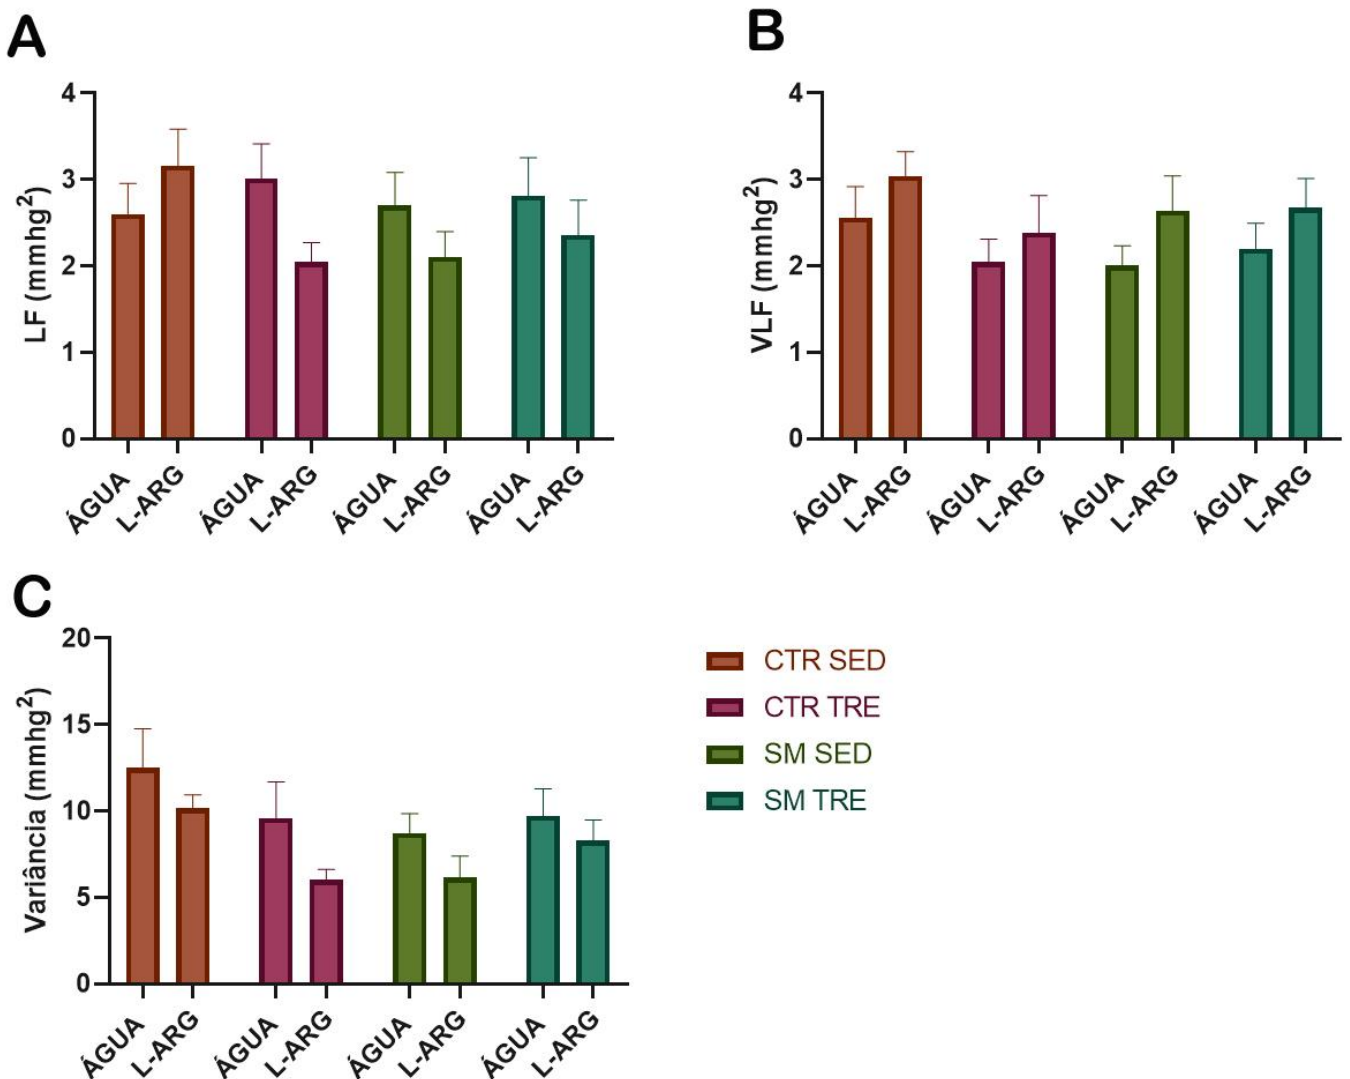 A
LF (mmhg²)
4
3
2
1
0
ÁGUA L-ARG ÁGUA L-ARG ÁGUA L-ARG ÁGUA L-ARG
B
VLF (mmhg²)
4
3
2
1
0
ÁGUA L-ARG ÁGUA L-ARG ÁGUA L-ARG ÁGUA L-ARG
C
Variância (mmhg²)
20
15
10
5
0
ÁGUA L-ARG ÁGUA L-ARG ÁGUA L-ARG ÁGUA L-ARG
CTR SED
CTR TRE
SM SED
SM TRE